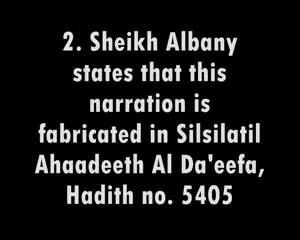 2. Sheikh Albany
states that this
narration is
fabricated in Silsilatil
Ahaadeeth Al Da'eefa,
Hadith no. 5405